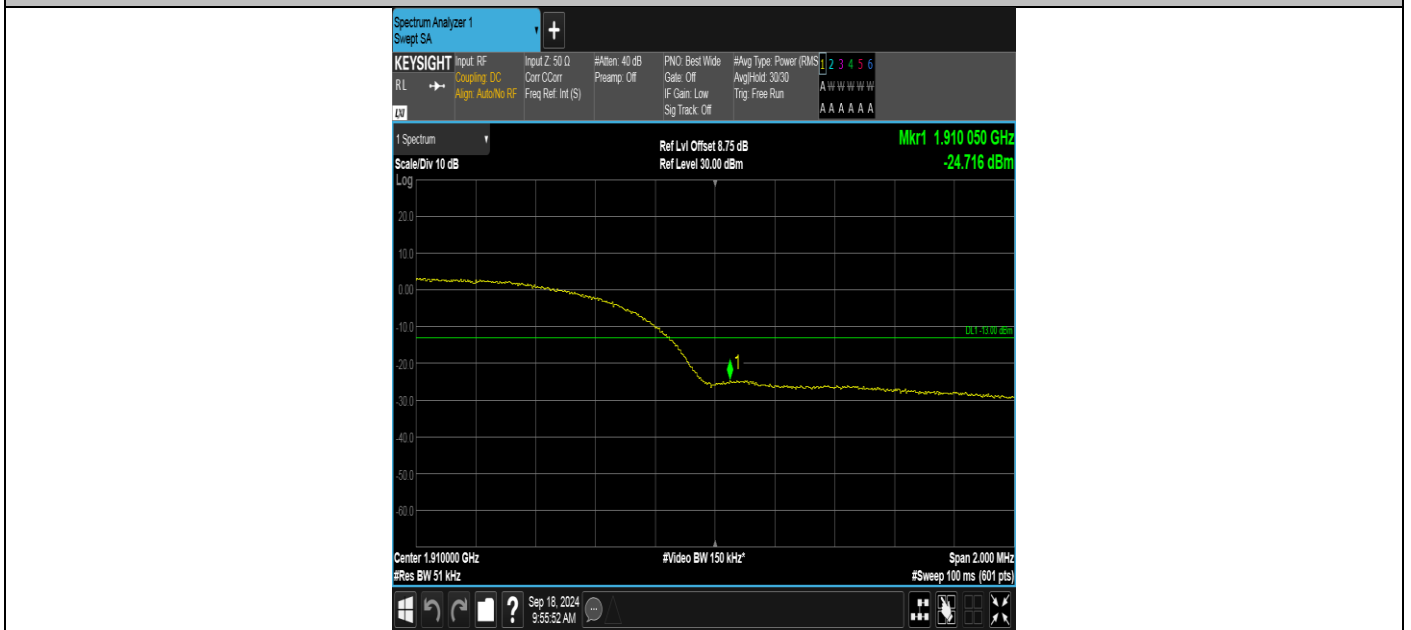 Spectrum Analyzer 1
Swept SA
+
KEYSIGHT
RL
LXI
Input: RF
Coupling: DC
Align: Auto/No RF
Input Z: 50 Ω
Corr CCorr
Freq Ref: Int (S)
#Atten: 40 dB
Preamp: Off
PNO: Best Wide
Gate: Off
IF Gain: Low
Sig Track: Off
#Avg Type: Power (RMS
Avg|Hold: 30/30
Trig: Free Run
1 2 3 4 5 6
A W W W W W
A A A A A A
1 Spectrum
Scale/Div 10 dB
Log
Ref Lvl Offset 8.75 dB
Ref Level 30.00 dBm
Mkr1 1.910 050 GHz
-24.716 dBm
20.0
10.0
0.00
-10.0
DL1 -13.00 dBm
-20.0
1
-30.0
-40.0
-50.0
-60.0
Center 1.910000 GHz
#Video BW 150 kHz*
Span 2.000 MHz
#Res BW 51 kHz
#Sweep 100 ms (601 pts)
?
Sep 18, 2024
9:55:52 AM